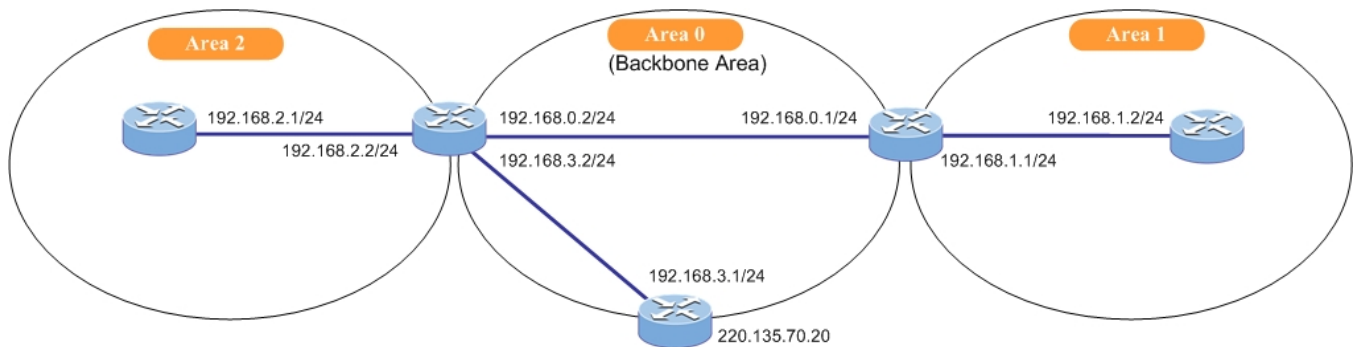 Area 2
Area 0
(Backbone Area)
Area 1
192.168.2.1/24
192.168.2.2/24
192.168.0.2/24
192.168.3.2/24
192.168.0.1/24
192.168.1.2/24
192.168.1.1/24
192.168.3.1/24
220.135.70.20